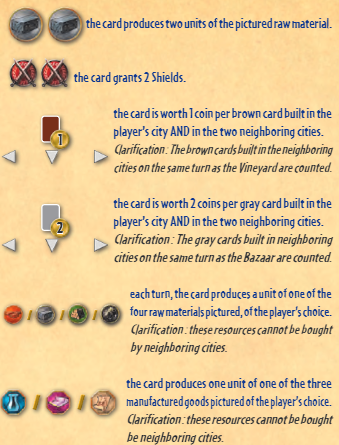 the card produces two units of the pictured raw material.
the card grants 2 Shields.
the card is worth 1 coin per brown card built in the
player's city AND in the two neighboring cities.
Clarification : The brown cards built in the neighboring
cities on the same turn as the Vineyard are counted.
1
the card is worth 2 coins per gray card built in the
player's city AND in the two neighboring cities.
Clarification : The gray cards built in neighboring
cities on the same turn as the Bazaar are counted.
2
each turn, the card produces a unit of one of the
four raw materials pictured, of the player's choice.
Clarification : these resources cannot be bought
by neighboring cities.
/ / /
the card produces one unit of one of the three
manufactured goods pictured of the player's choice.
Clarification : these resources cannot be bought
be neighboring cities.
/ /